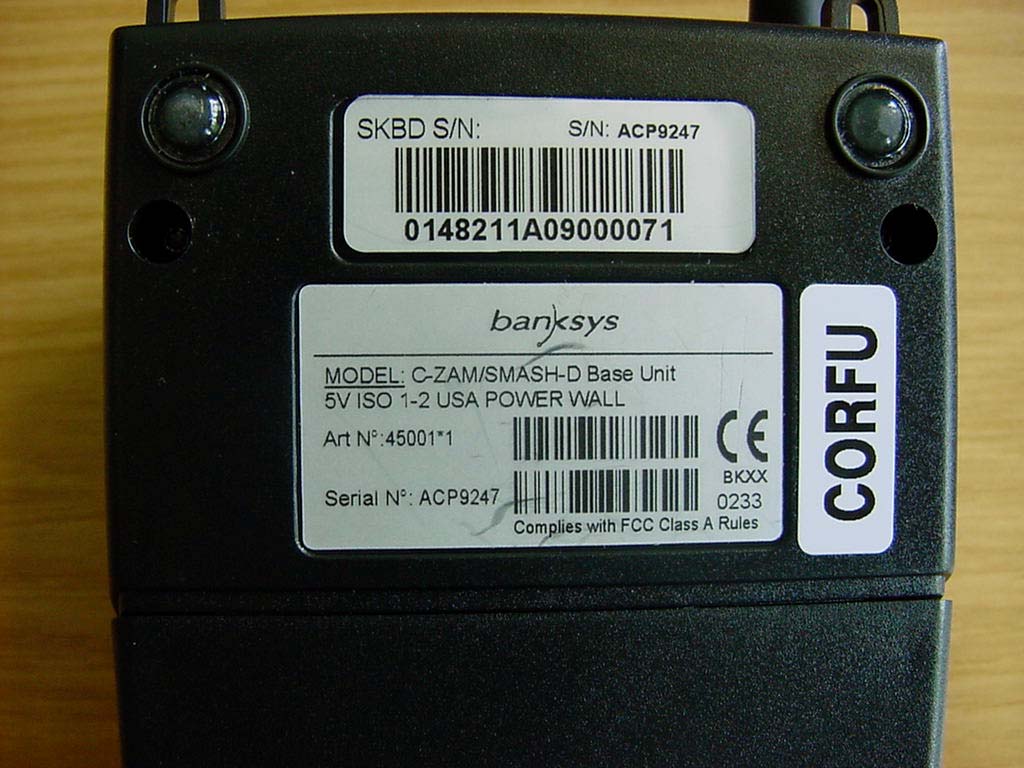 SKBD S/N: S/N: ACP9247
0148211A09000071
banksys
MODEL: C-ZAM/SMASH-D Base Unit
5V ISO 1-2 USA POWER WALL
Art N°:45001*1
CE
BKXX
Serial N°: ACP9247
0233
Complies with FCC Class A Rules
CORFU